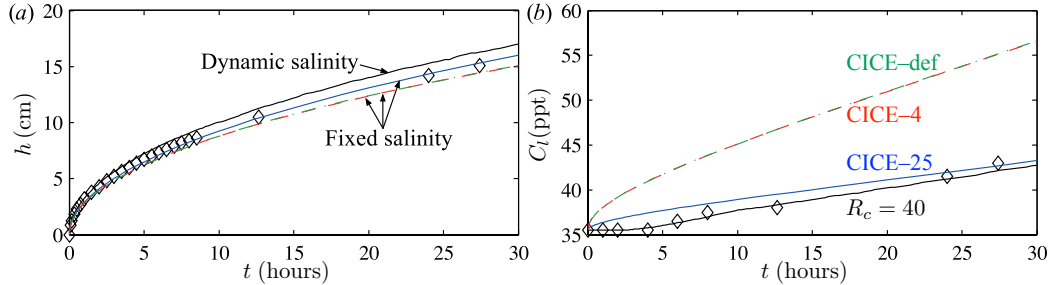 (a)
h (cm)
20
15
10
5
0
Dynamic salinity
Fixed salinity
0 5 10 15 20 25 30
t (hours)
(b)
C_l(ppt)
60
55
50
45
40
35
CICE–def
CICE–4
CICE–25
R_c = 40
0 5 10 15 20 25 30
t (hours)